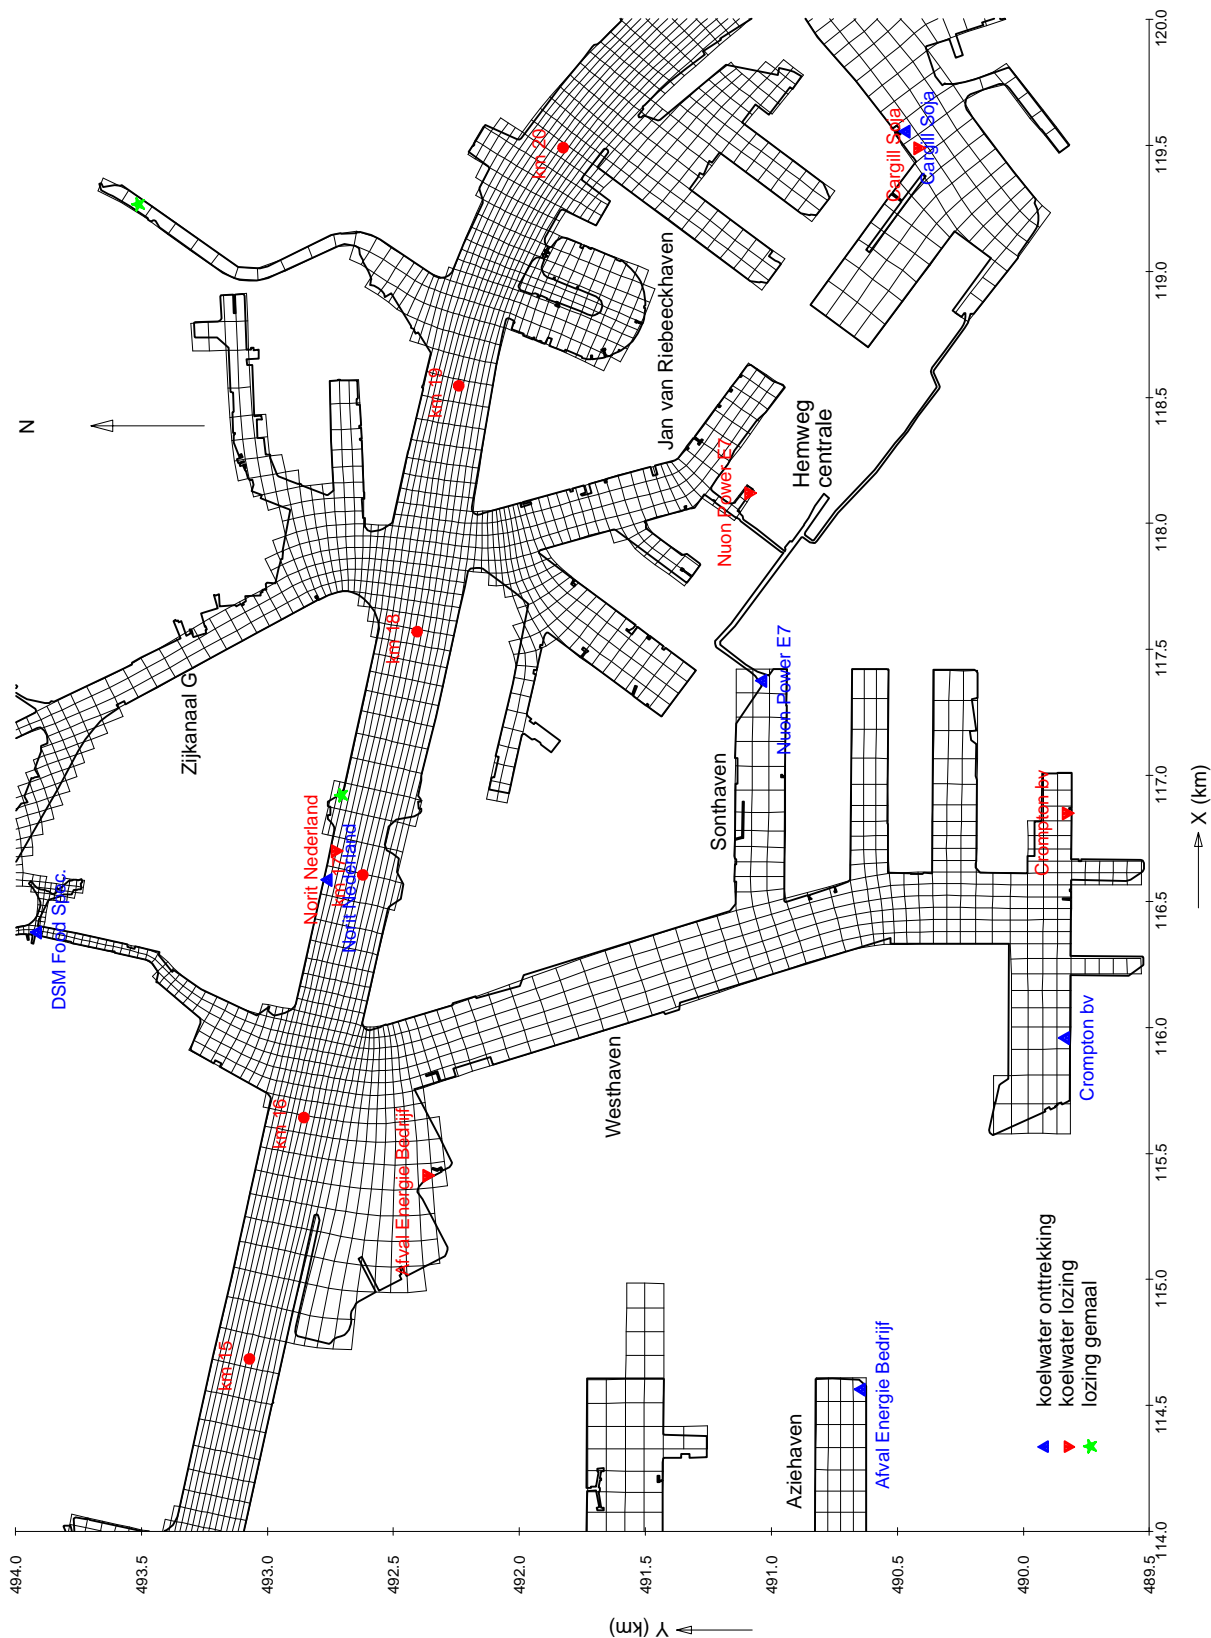 N
Zijkanaal G
DSM Food Spec.
Norit Nederland
km 17
Norit Nederland
km 15
km 16
km 18
km 19
km 20
Afval Energie Bedrijf
Westhaven
Sonthaven
Jan van Riebeeckhaven
Nuon Power E7
Hemweg
centrale
Nuon Power E7
Cargill Soja
Cargill Soja
Crompton bv
Crompton bv
Aziehaven
Afval Energie Bedrijf
koelwater onttrekking
koelwater lozing
lozing gemaal
494.0
493.5
493.0
492.5
492.0
491.5
491.0
490.5
490.0
489.5
Y (km)
114.0
114.5
115.0
115.5
116.0
116.5
117.0
117.5
118.0
118.5
119.0
119.5
120.0
X (km)